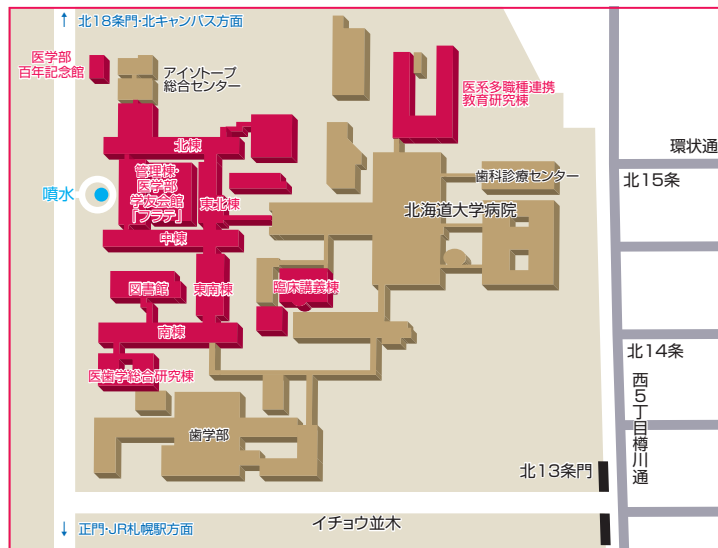 ↑ 北18条門・北キャンパス方面
医学部
百年記念館
アイソトープ
総合センター
医系多職種連携
教育研究棟
北棟
環状通
管理棟・
医学部
学友会館
「フラテ」
東北棟
歯科診療センター
北15条
噴水
北海道大学病院
中棟
図書館
東南棟
臨床講義棟
南棟
北14条
医歯学総合研究棟
西5丁目樽川通
歯学部
北13条門
↓ 正門・JR札幌駅方面
イチョウ並木